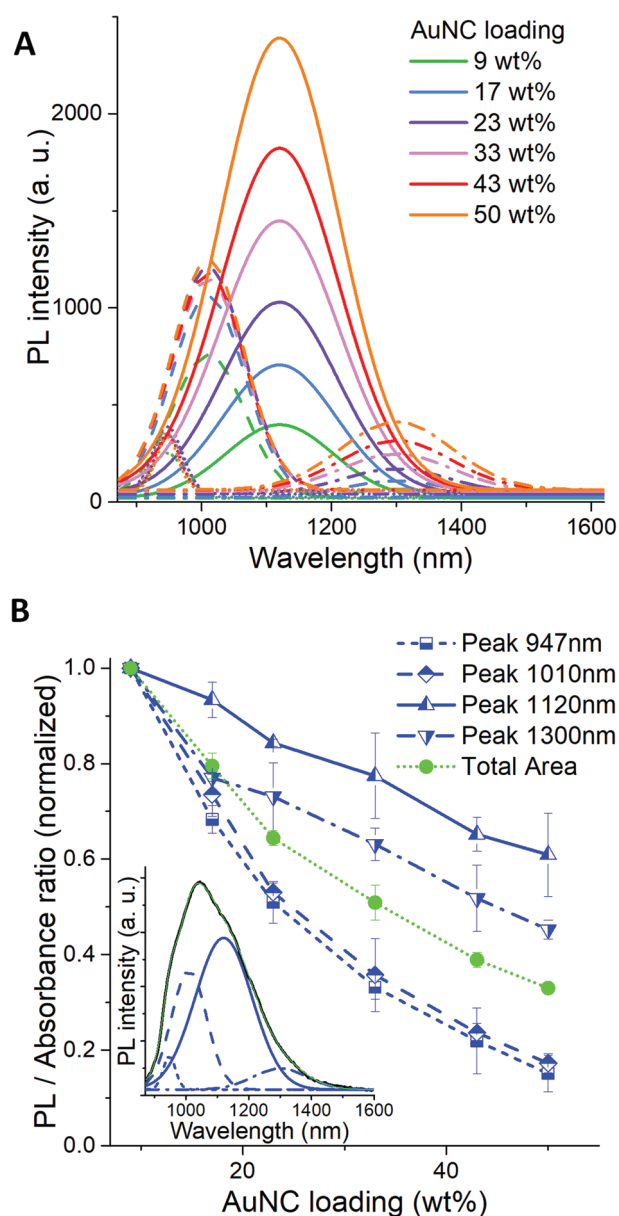 A
AuNC loading
9 wt%
17 wt%
23 wt%
33 wt%
43 wt%
50 wt%
PL intensity (a. u.)
2000
1000
0
1000 1200 1400 1600
Wavelength (nm)
B
Peak 947nm
Peak 1010nm
Peak 1120nm
Peak 1300nm
Total Area
PL / Absorbance ratio (normalized)
1.0
0.8
0.6
0.4
0.2
0.0
PL intensity (a. u.)
1000 1200 1400 1600
Wavelength (nm)
20 40
AuNC loading (wt%)